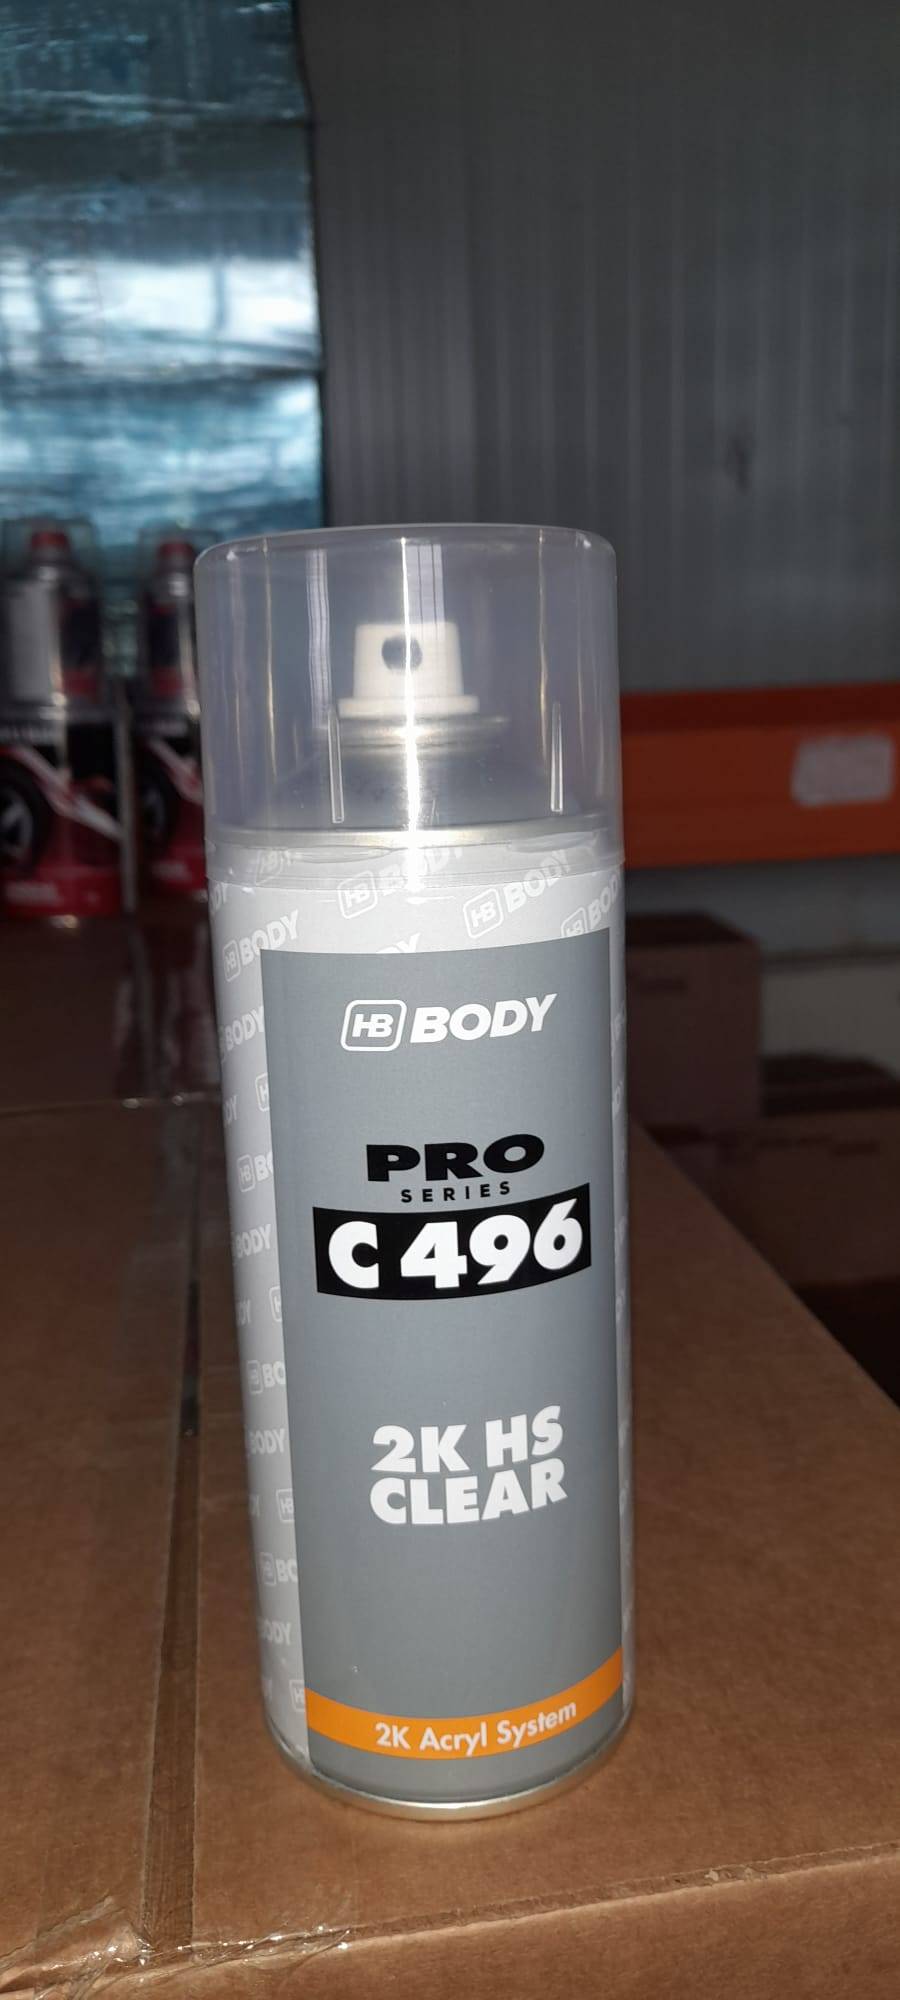 HB BODY
PRO
SERIES
C 496
2K HS
CLEAR
2K Acryl System